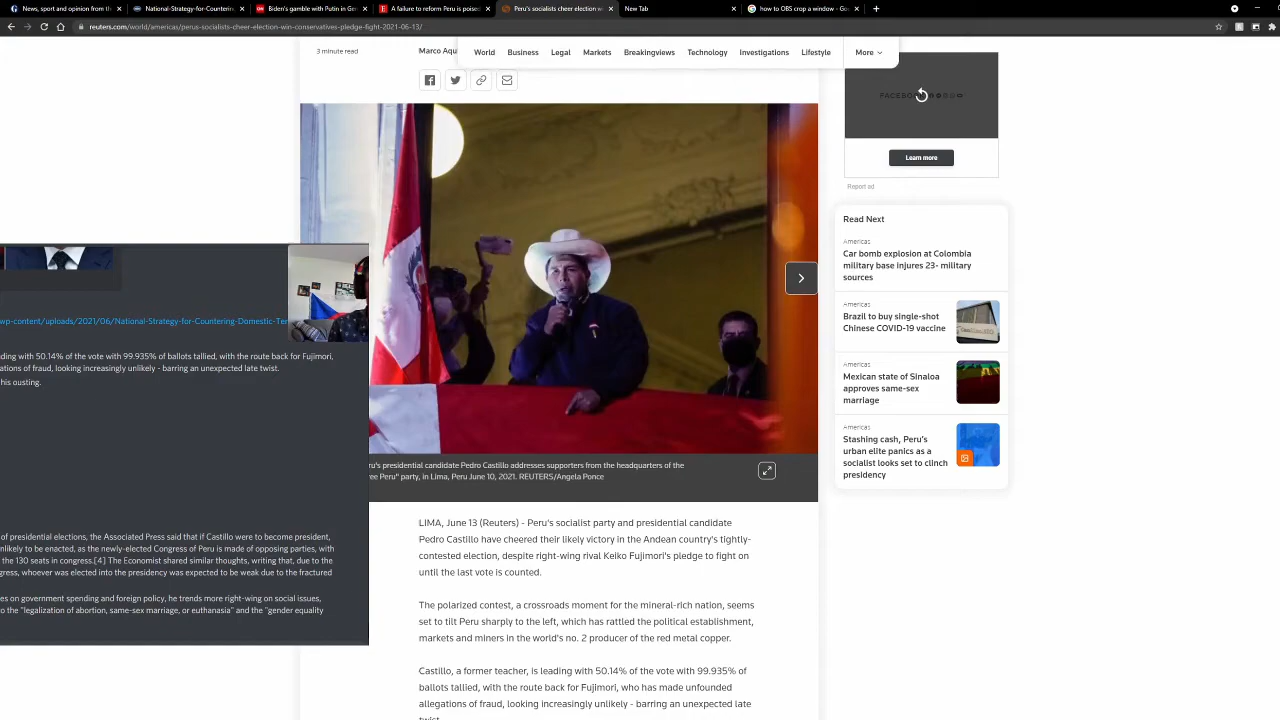 News, sport and opinion from th
National-Strategy-for-Countering
Biden's gamble with Putin in Ge
A failure to reform Peru is poise
Peru's socialists cheer election w
New Tab
how to OBS crop a window - Go
reuters.com/world/americas/perus-socialists-cheer-election-win-conservatives-pledge-fight-2021-06-13/
World Business Legal Markets Breakingviews Technology Investigations Lifestyle More
3 minute read
Marco Aqu
Learn more
Report ad
Read Next
Americas
Car bomb explosion at Colombia
military base injures 23- military
sources
Americas
Brazil to buy single-shot
Chinese COVID-19 vaccine
Americas
Mexican state of Sinaloa
approves same-sex
marriage
Americas
Stashing cash, Peru's
urban elite panics as a
socialist looks set to clinch
presidency
wp-content/uploads/2021/06/National-Strategy-for-Countering-Domestic-Ter
ding with 50.14% of the vote with 99.935% of ballots tallied, with the route back for Fujimori,
ations of fraud, looking increasingly unlikely - barring an unexpected late twist.
his ousting.
of presidential elections, the Associated Press said that if Castillo were to become president,
nlikely to be enacted, as the newly-elected Congress of Peru is made of opposing parties, with
the 130 seats in congress.[4] The Economist shared similar thoughts, writing that, due to the
gress, whoever was elected into the presidency was expected to be weak due to the fractured
es on government spending and foreign policy, he trends more right-wing on social issues,
to the "legalization of abortion, same-sex marriage, or euthanasia" and the "gender equality
ru's presidential candidate Pedro Castillo addresses supporters from the headquarters of the
ee Peru" party, in Lima, Peru June 10, 2021. REUTERS/Angela Ponce
LIMA, June 13 (Reuters) - Peru's socialist party and presidential candidate
Pedro Castillo have cheered their likely victory in the Andean country's tightly-
contested election, despite right-wing rival Keiko Fujimori's pledge to fight on
until the last vote is counted.
The polarized contest, a crossroads moment for the mineral-rich nation, seems
set to tilt Peru sharply to the left, which has rattled the political establishment,
markets and miners in the world's no. 2 producer of the red metal copper.
Castillo, a former teacher, is leading with 50.14% of the vote with 99.935% of
ballots tallied, with the route back for Fujimori, who has made unfounded
allegations of fraud, looking increasingly unlikely - barring an unexpected late
twist.